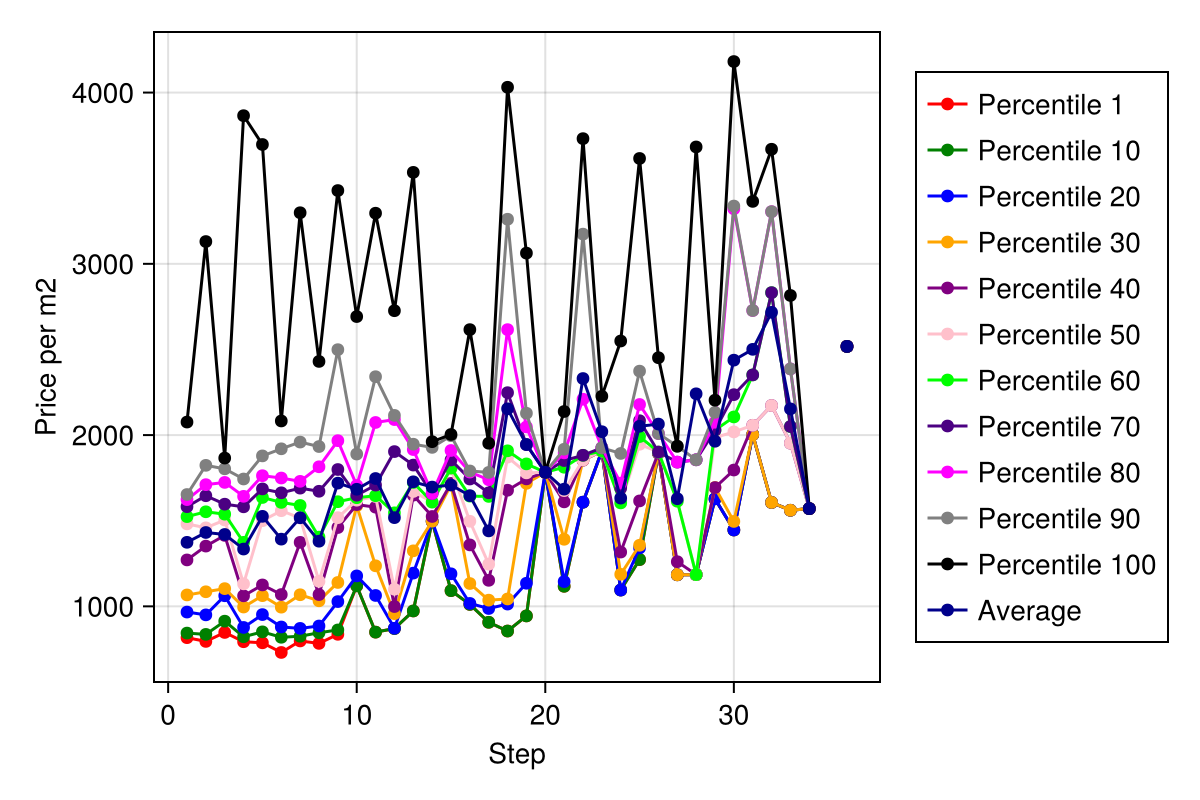 4000
3000
2000
1000
Price per m2
0 10 20 30
Step
Percentile 1
Percentile 10
Percentile 20
Percentile 30
Percentile 40
Percentile 50
Percentile 60
Percentile 70
Percentile 80
Percentile 90
Percentile 100
Average